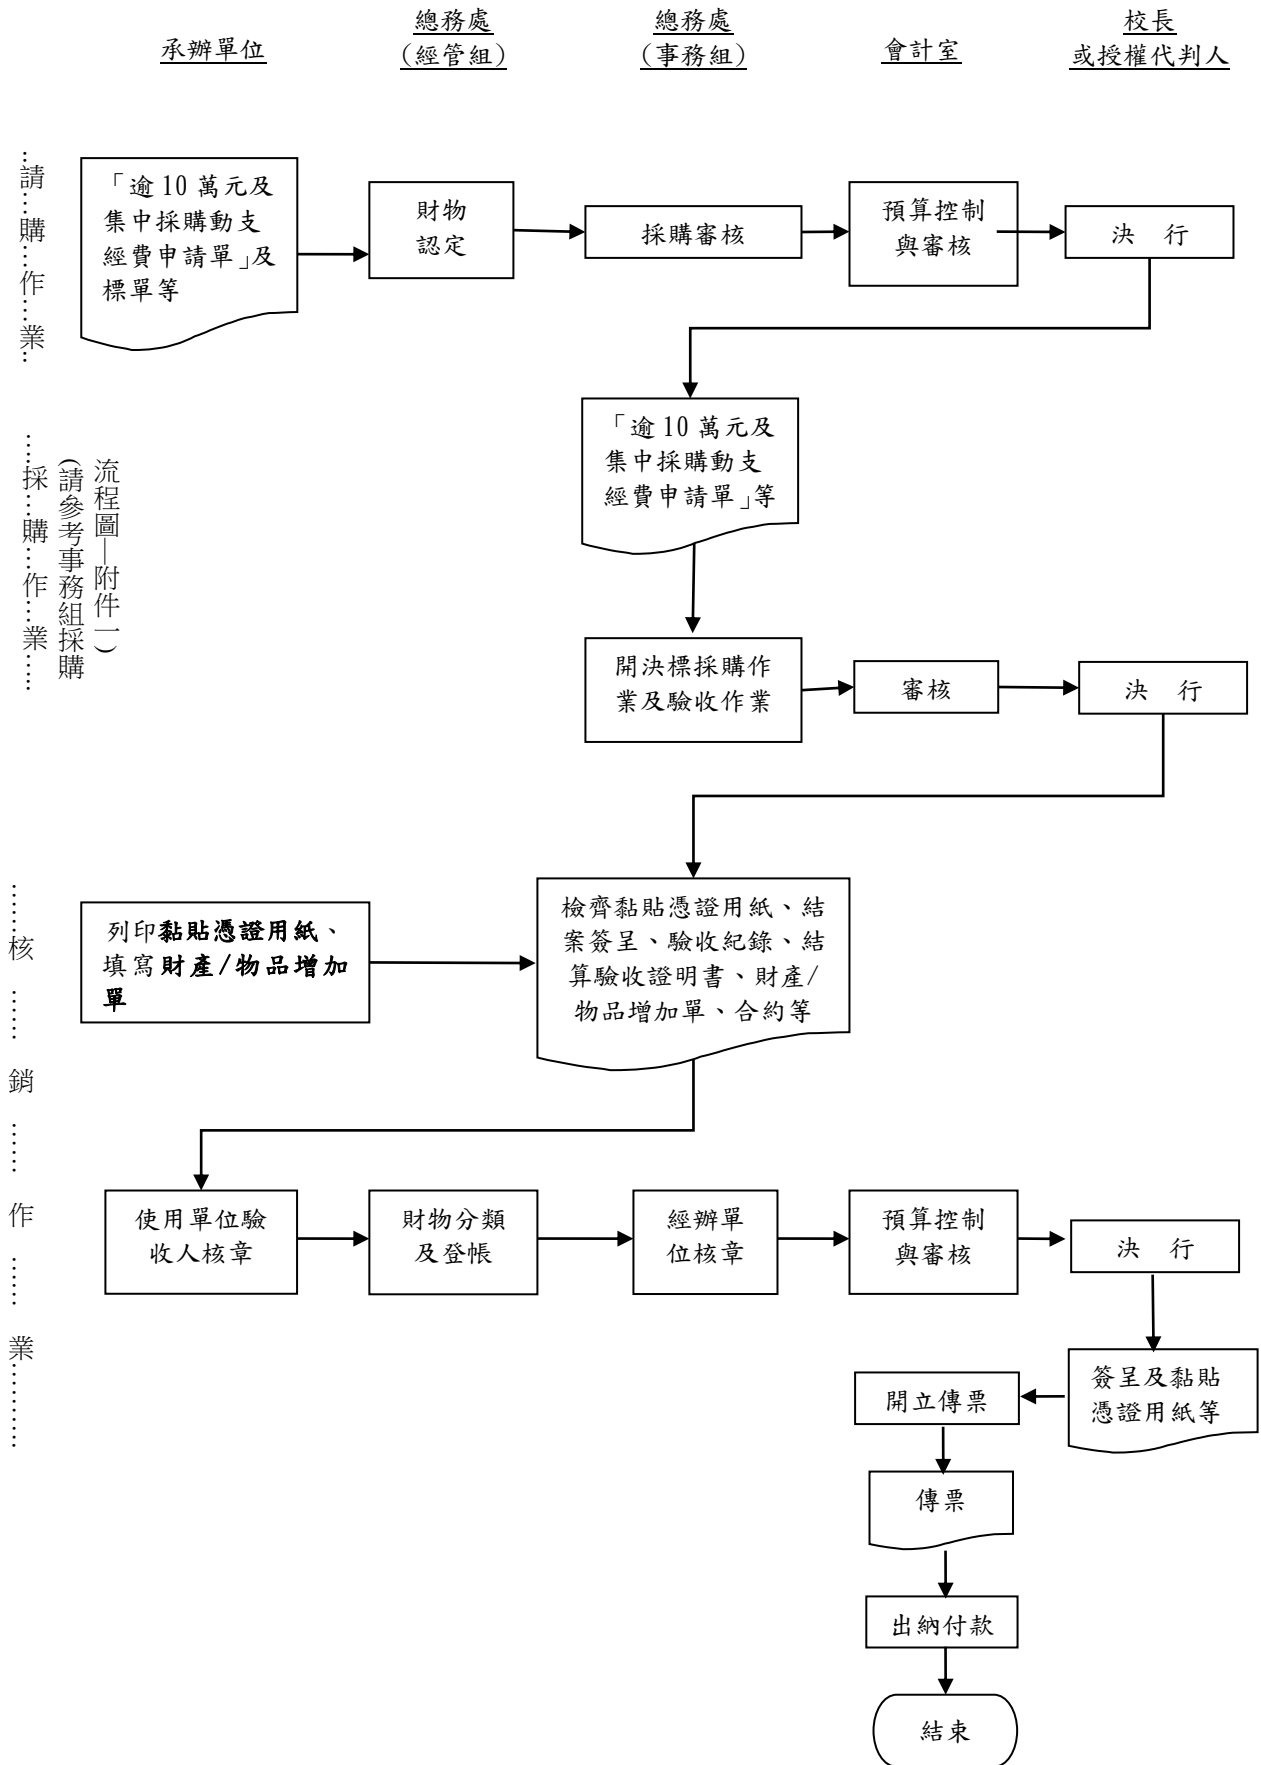 承辦單位
總務處
(經管組)
總務處
(事務組)
會計室
校長
或授權代判人
…請…購…作…業…
「逾10萬元及
集中採購動支
經費申請單」及
標單等
財物
認定
採購審核
預算控制
與審核
決 行
……採……購……作……業……
(請參考事務組採購
流程圖—附件一)
「逾10萬元及
集中採購動支
經費申請單」等
開決標採購作
業及驗收作業
審核
決 行
………核 …… 銷 …… 作 …… 業…………
列印黏貼憑證用紙、
填寫財產/物品增加
單
檢齊黏貼憑證用紙、結
案簽呈、驗收紀錄、結
算驗收證明書、財產/
物品增加單、合約等
使用單位驗
收人核章
財物分類
及登帳
經辦單
位核章
預算控制
與審核
決 行
簽呈及黏貼
憑證用紙等
開立傳票
傳票
出納付款
結束